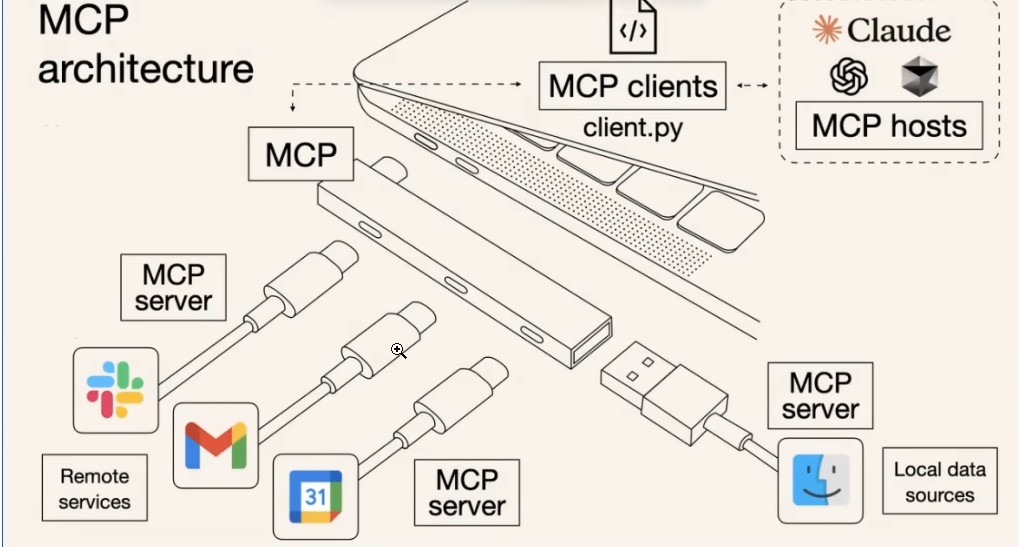 MCP
architecture
</>
MCP clients
client.py
Claude
MCP hosts
MCP
MCP
server
Remote
services
31
MCP
server
MCP
server
Local data
sources